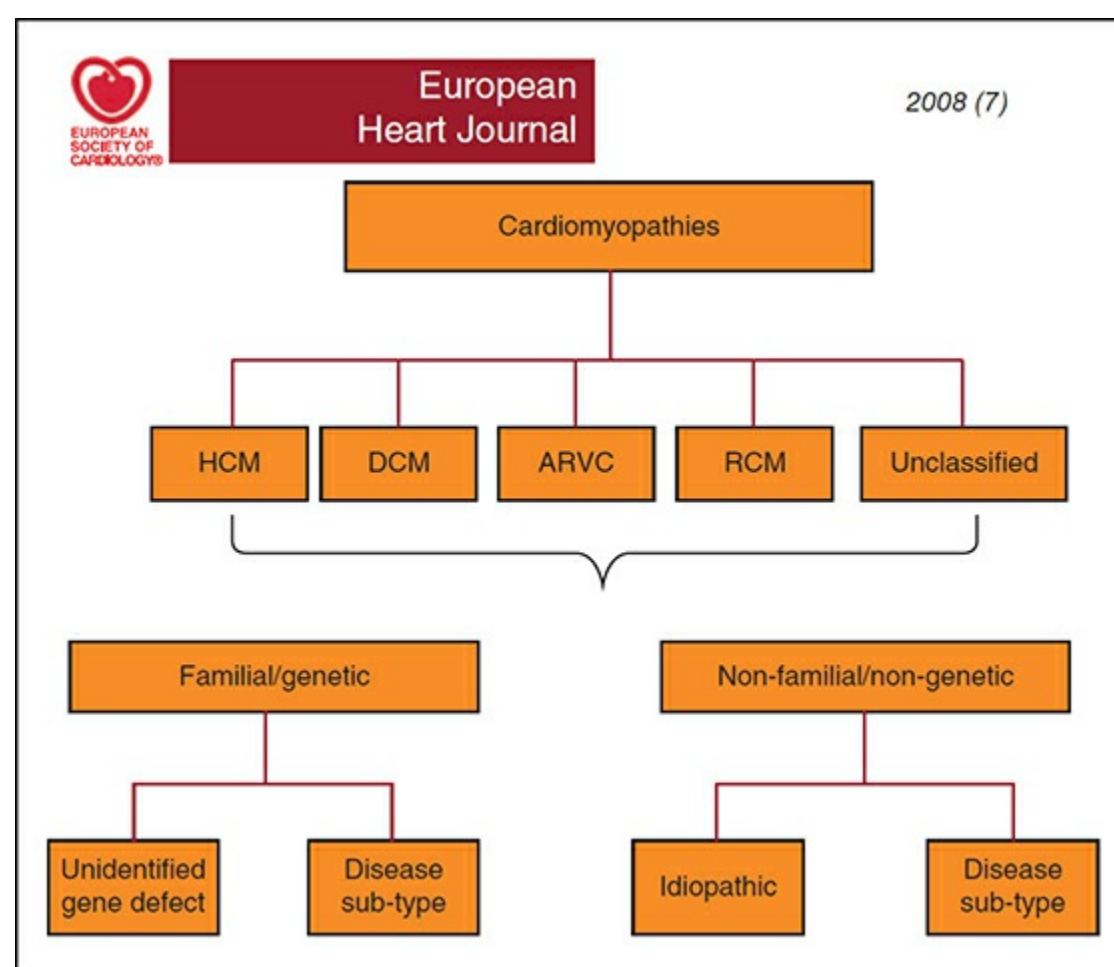 EUROPEAN
SOCIETY OF
CARDIOLOGY®
European
Heart Journal
2008 (7)
Cardiomyopathies
HCM
DCM
ARVC
RCM
Unclassified
Familial/genetic
Non-familial/non-genetic
Unidentified
gene defect
Disease
sub-type
Idiopathic
Disease
sub-type